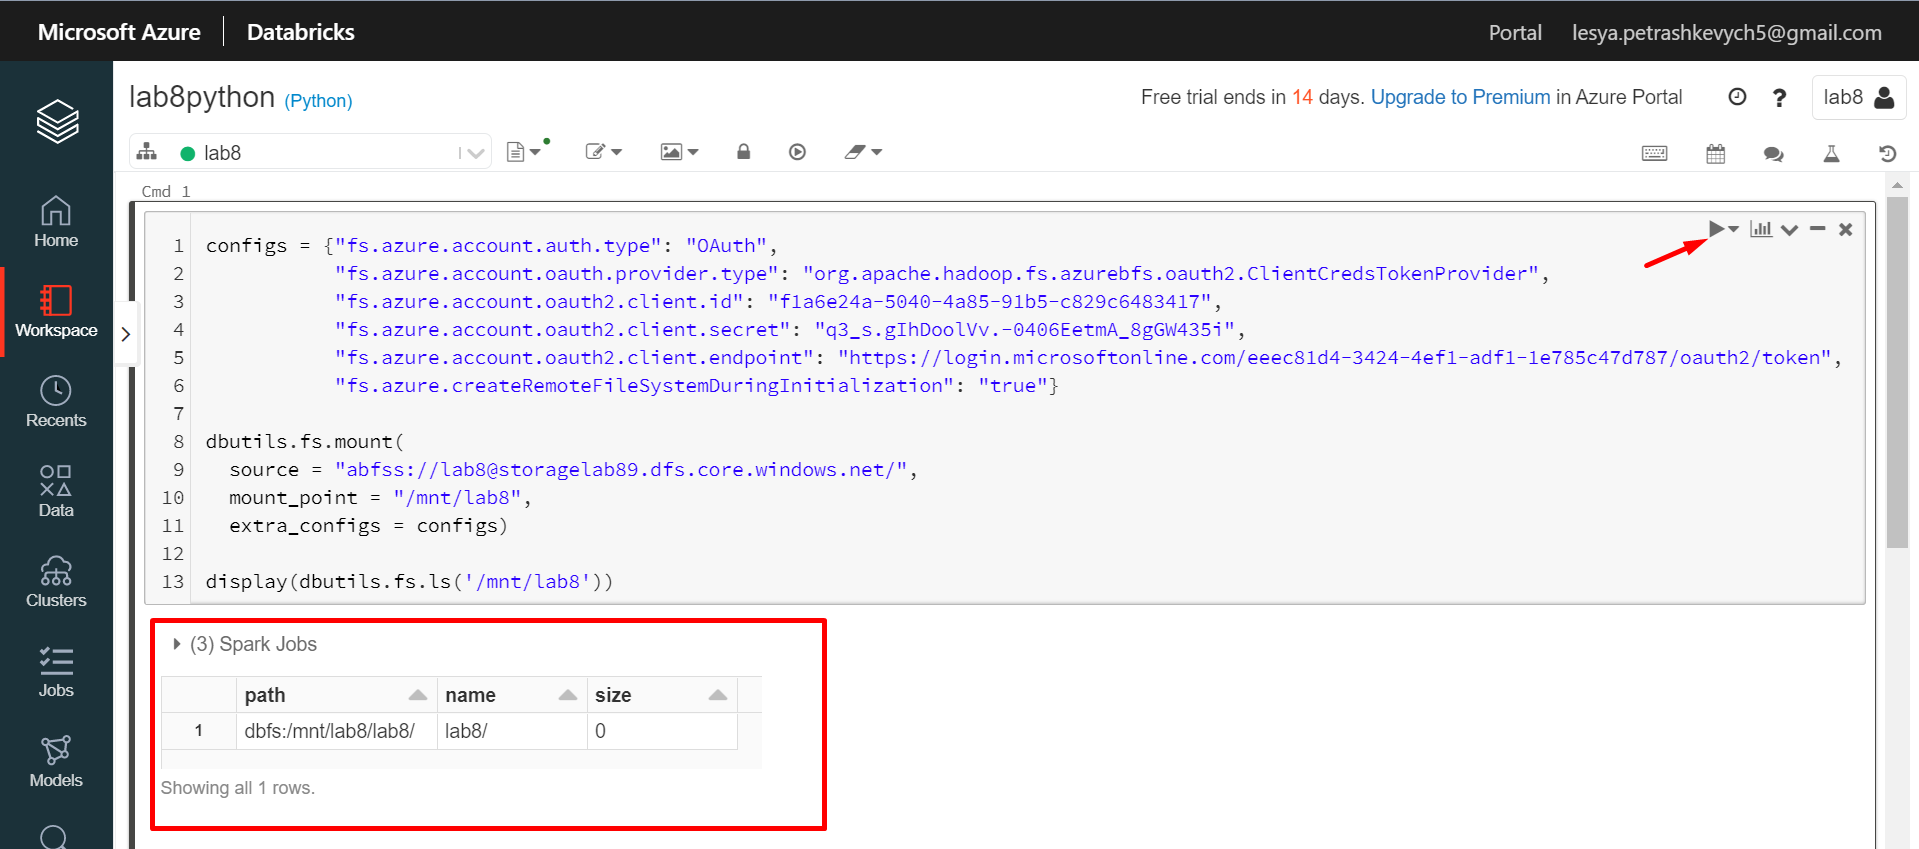 Microsoft Azure Databricks Portal lesya.petrashkevych5@gmail.com
lab8python (Python) Free trial ends in 14 days. Upgrade to Premium in Azure Portal ? lab8
lab8
Home
Workspace
Recents
Data
Clusters
Jobs
Models
Cmd 1
1 configs = {"fs.azure.account.auth.type": "OAuth",
2 "fs.azure.account.oauth.provider.type": "org.apache.hadoop.fs.azurebfs.oauth2.ClientCredsTokenProvider",
3 "fs.azure.account.oauth2.client.id": "f1a6e24a-5040-4a85-91b5-c829c6483417",
4 "fs.azure.account.oauth2.client.secret": "q3_s.gIhDoolVv.-0406EetmA_8gGW435i",
5 "fs.azure.account.oauth2.client.endpoint": "https://login.microsoftonline.com/eeec81d4-3424-4ef1-adf1-1e785c47d787/oauth2/token",
6 "fs.azure.createRemoteFileSystemDuringInitialization": "true"}
7
8 dbutils.fs.mount(
9 source = "abfss://lab8@storagelab89.dfs.core.windows.net/",
10 mount_point = "/mnt/lab8",
11 extra_configs = configs)
12
13 display(dbutils.fs.ls('/mnt/lab8'))
(3) Spark Jobs
path name size
1 dbfs:/mnt/lab8/lab8/ lab8/ 0
Showing all 1 rows.